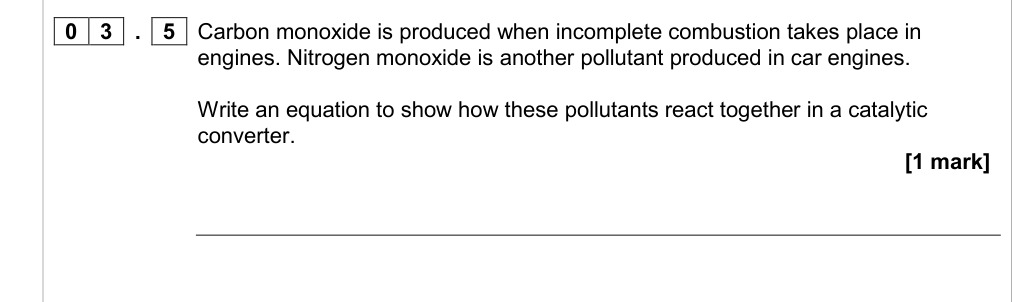 0 3 . 5 Carbon monoxide is produced when incomplete combustion takes place in
engines. Nitrogen monoxide is another pollutant produced in car engines.
Write an equation to show how these pollutants react together in a catalytic
converter.
[1 mark]